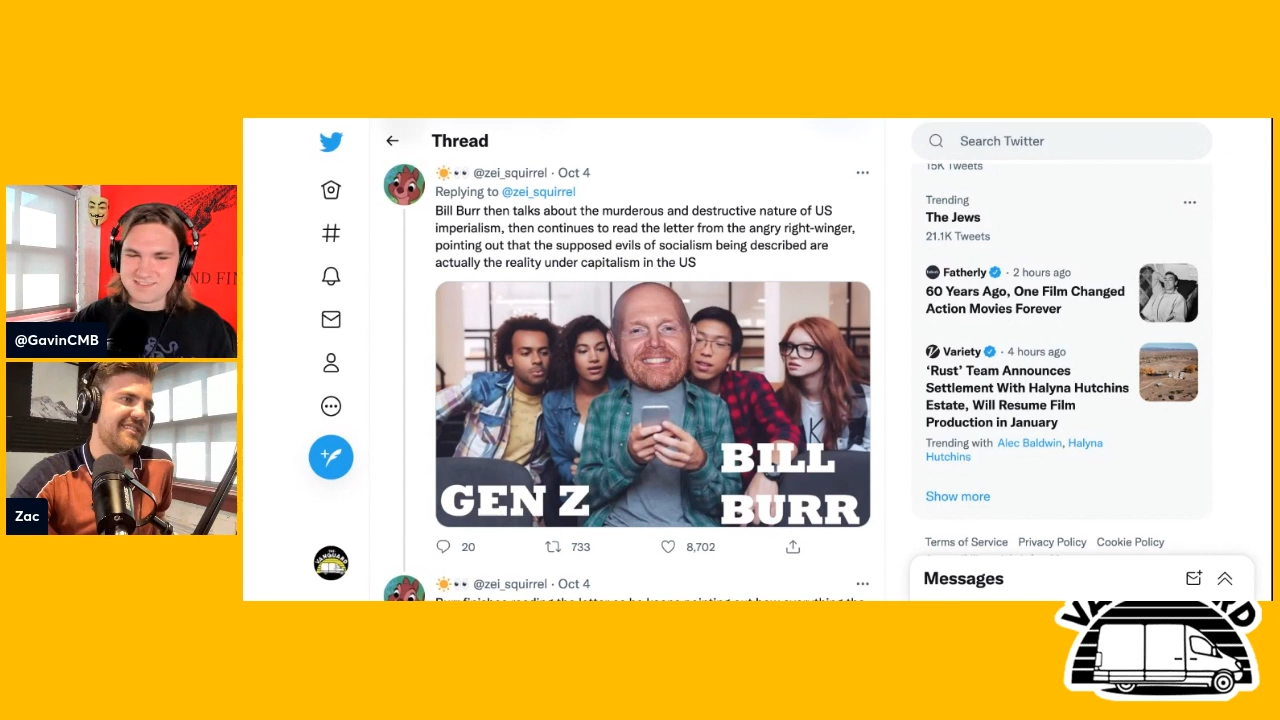 @GavinCMB
Zac
ND FIN
Thread
@zei_squirrel · Oct 4
Replying to @zei_squirrel
Bill Burr then talks about the murderous and destructive nature of US
imperialism, then continues to read the letter from the angry right-winger,
pointing out that the supposed evils of socialism being described are
actually the reality under capitalism in the US
GEN Z
BILL
BURR
20
733
8,702
@zei_squirrel · Oct 4
Search Twitter
15K Tweets
Trending
The Jews
21.1K Tweets
Fatherly · 2 hours ago
60 Years Ago, One Film Changed
Action Movies Forever
Variety · 4 hours ago
‘Rust’ Team Announces
Settlement With Halyna Hutchins
Estate, Will Resume Film
Production in January
Trending with Alec Baldwin, Halyna
Hutchins
Show more
Terms of Service Privacy Policy Cookie Policy
Messages
VANGUARD